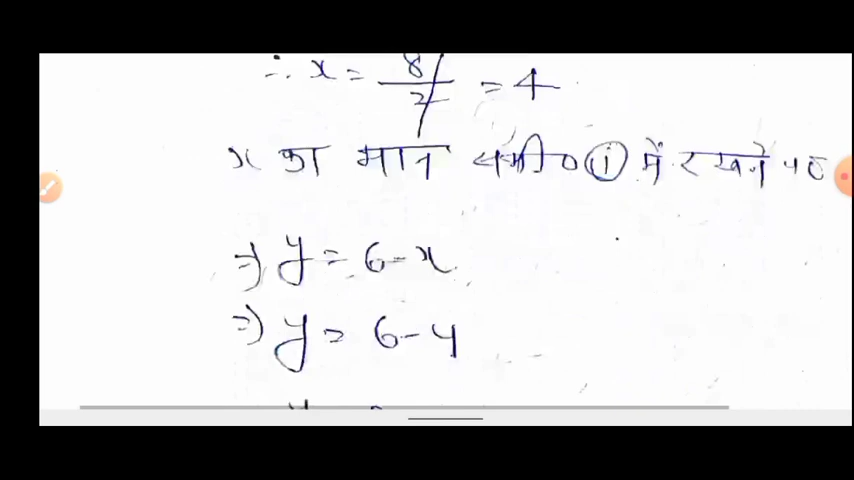 ∴ x = 8/2 = 4
x का मान समी० (i) में रखने पर
⇒ y = 6 - x
⇒ y = 6 - 4